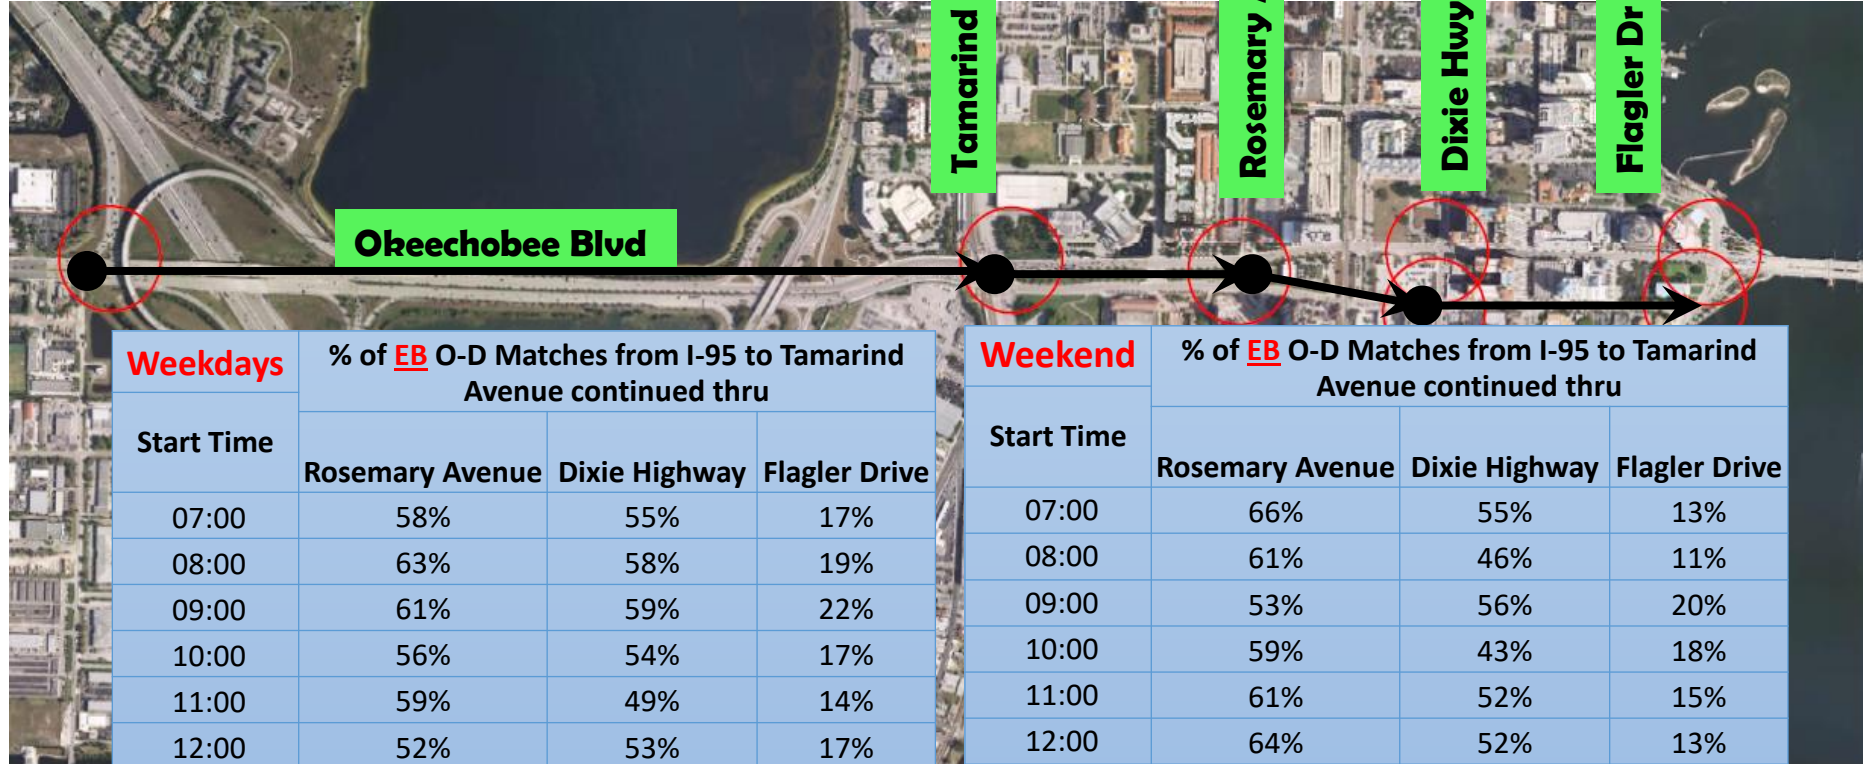 Tamarind
Rosemary
Dixie Hwy
Flagler Dr
Okeechobee Blvd
Weekdays
% of EB O-D Matches from I-95 to Tamarind
Avenue continued thru
Start Time
Rosemary Avenue Dixie Highway Flagler Drive
07:00 58% 55% 17%
08:00 63% 58% 19%
09:00 61% 59% 22%
10:00 56% 54% 17%
11:00 59% 49% 14%
12:00 52% 53% 17%
Weekend
% of EB O-D Matches from I-95 to Tamarind
Avenue continued thru
Start Time
Rosemary Avenue Dixie Highway Flagler Drive
07:00 66% 55% 13%
08:00 61% 46% 11%
09:00 53% 56% 20%
10:00 59% 43% 18%
11:00 61% 52% 15%
12:00 64% 52% 13%